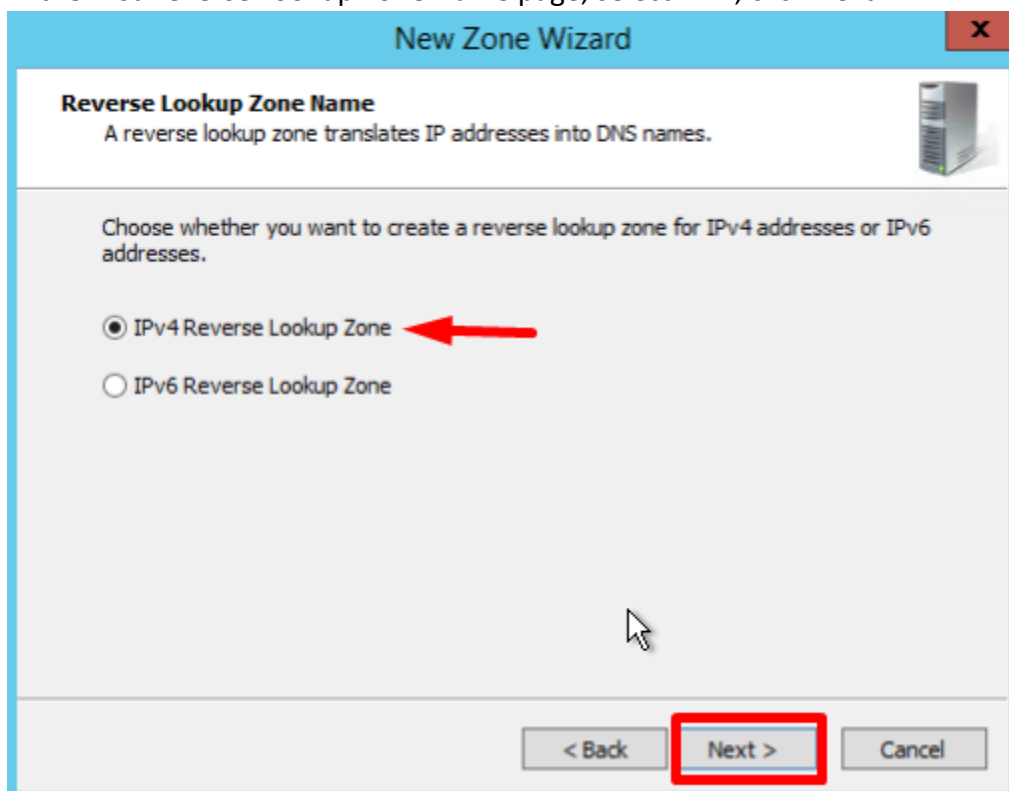 New Zone Wizard
x
Reverse Lookup Zone Name
A reverse lookup zone translates IP addresses into DNS names.
Choose whether you want to create a reverse lookup zone for IPv4 addresses or IPv6
addresses.
IPv4 Reverse Lookup Zone
IPv6 Reverse Lookup Zone
< Back Next > Cancel